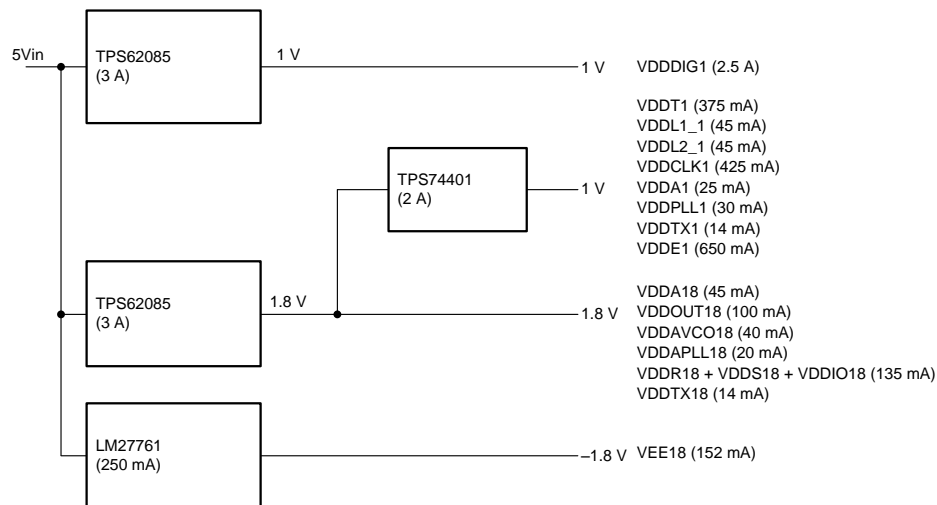 5Vin
TPS62085
(3 A)
1 V
1 V
VDDDIG1 (2.5 A)
TPS74401
(2 A)
1 V
VDDT1 (375 mA)
VDDL1_1 (45 mA)
VDDL2_1 (45 mA)
VDDCLK1 (425 mA)
VDDA1 (25 mA)
VDDPLL1 (30 mA)
VDDTX1 (14 mA)
VDDE1 (650 mA)
TPS62085
(3 A)
1.8 V
1.8 V
VDDA18 (45 mA)
VDDOUT18 (100 mA)
VDDAVCO18 (40 mA)
VDDAPLL18 (20 mA)
VDDR18 + VDDS18 + VDDIO18 (135 mA)
VDDTX18 (14 mA)
LM27761
(250 mA)
–1.8 V
VEE18 (152 mA)